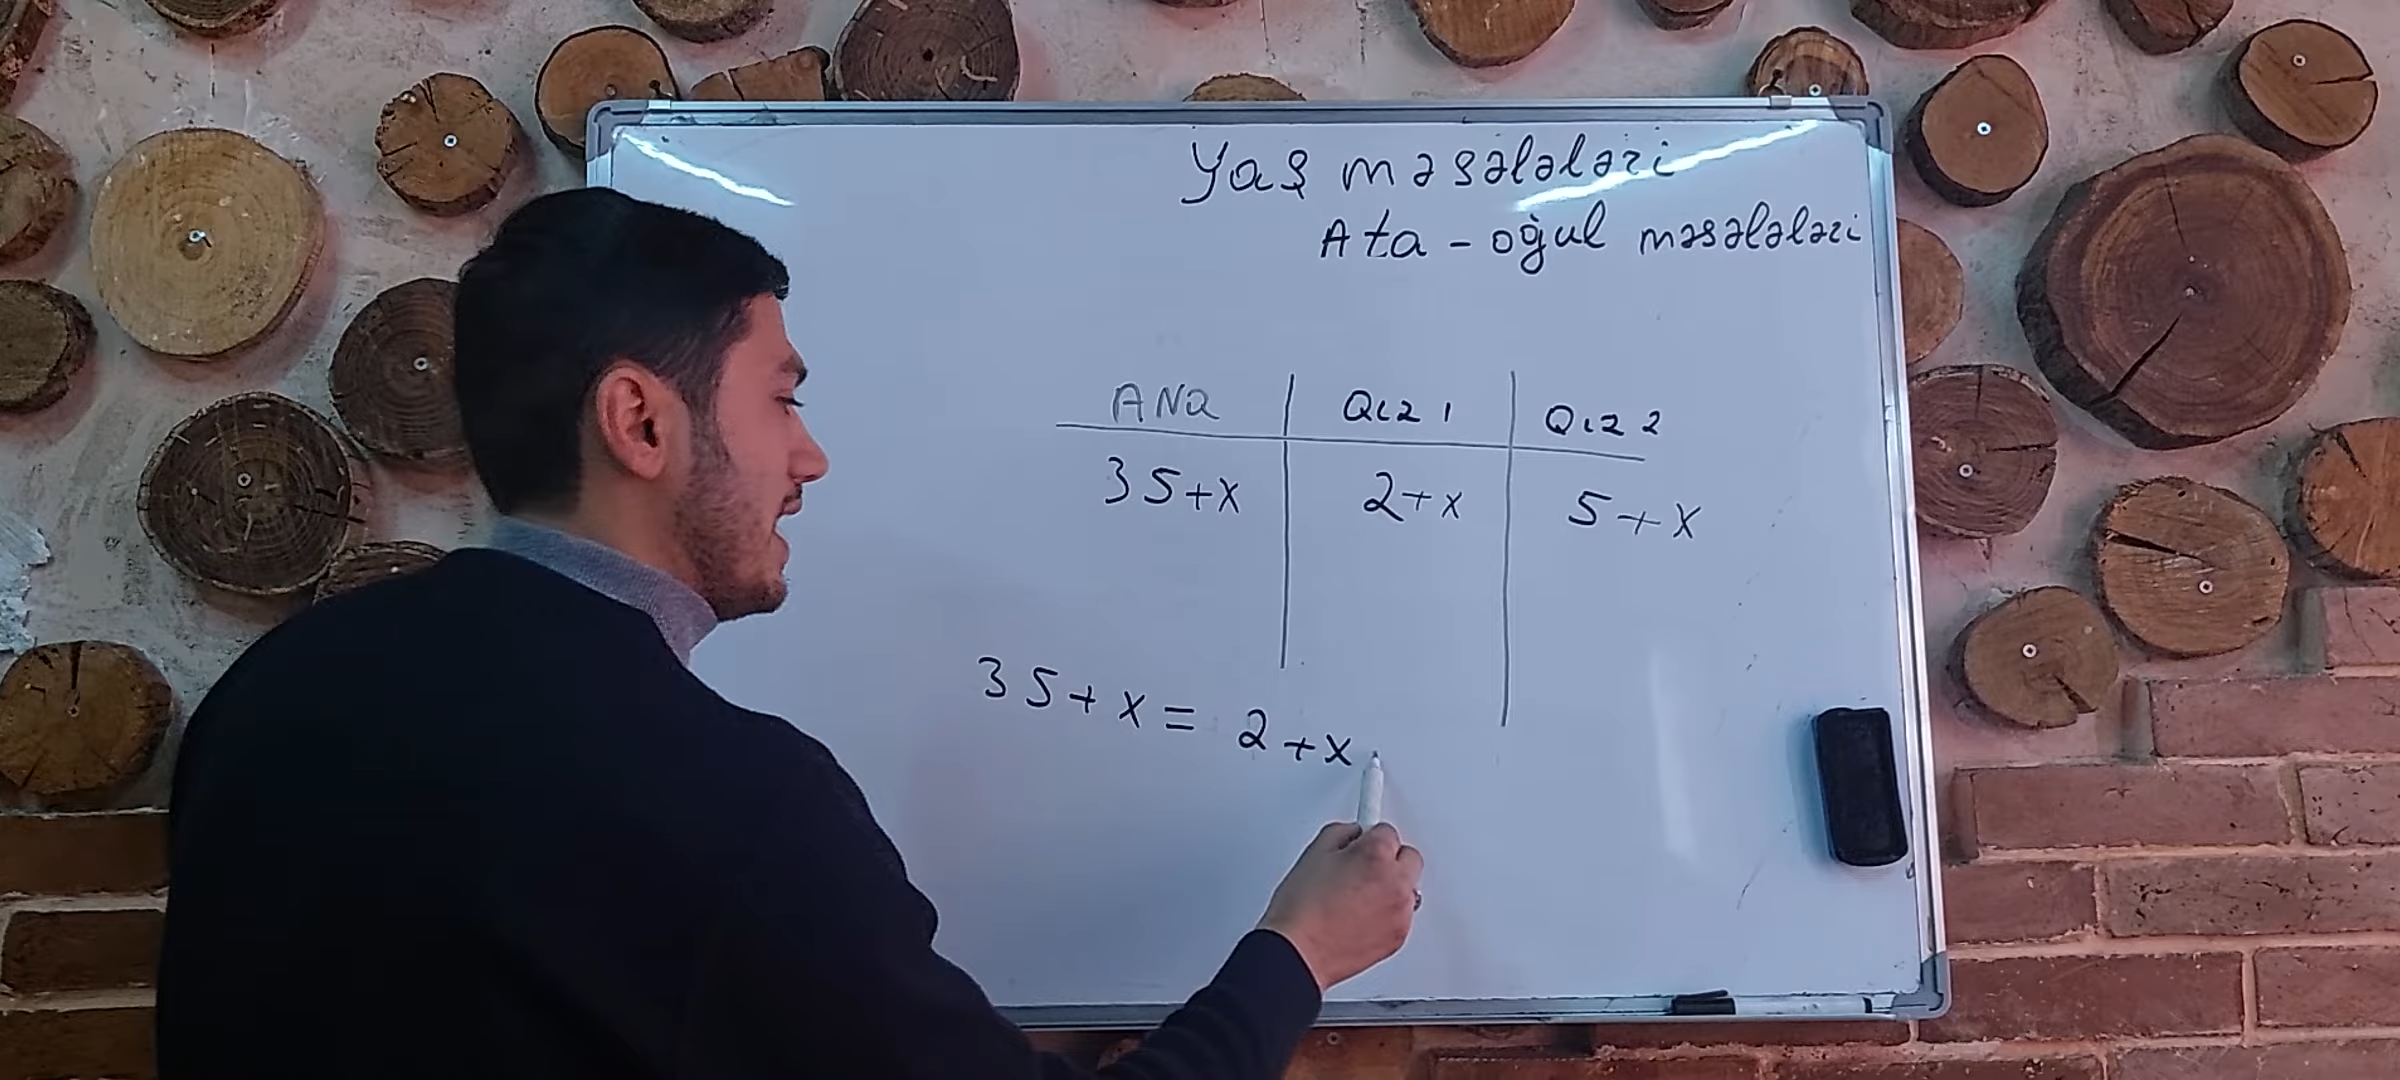 Yaş məsələləri
Ata - oğul məsələləri
ANA Qız 1 Qız 2
35+x 2+x 5+x
35+x = 2+x